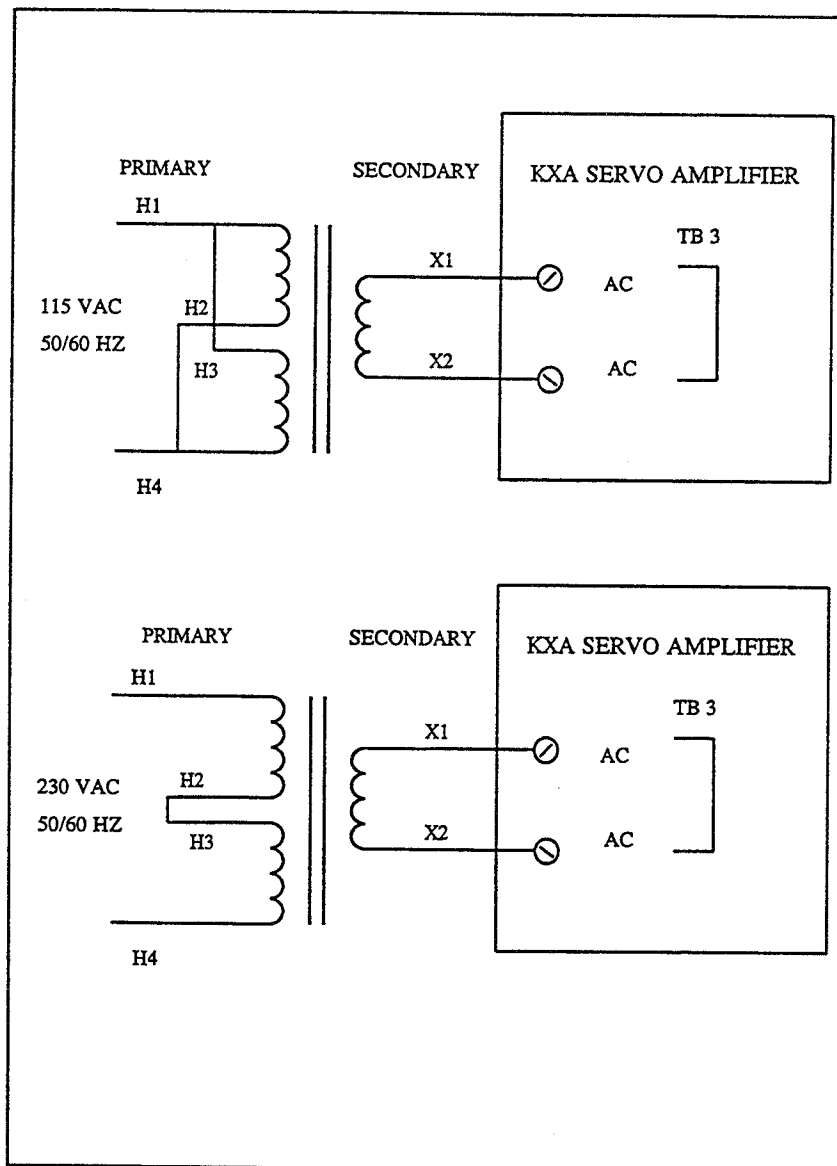 KXA SERVO AMPLIFIER
PRIMARY
SECONDARY
H1
TB 3
X1
AC
115 VAC
H2
50/60 HZ
H3
X2
AC
H4
KXA SERVO AMPLIFIER
PRIMARY
SECONDARY
H1
TB 3
X1
AC
230 VAC
H2
50/60 HZ
H3
X2
AC
H4